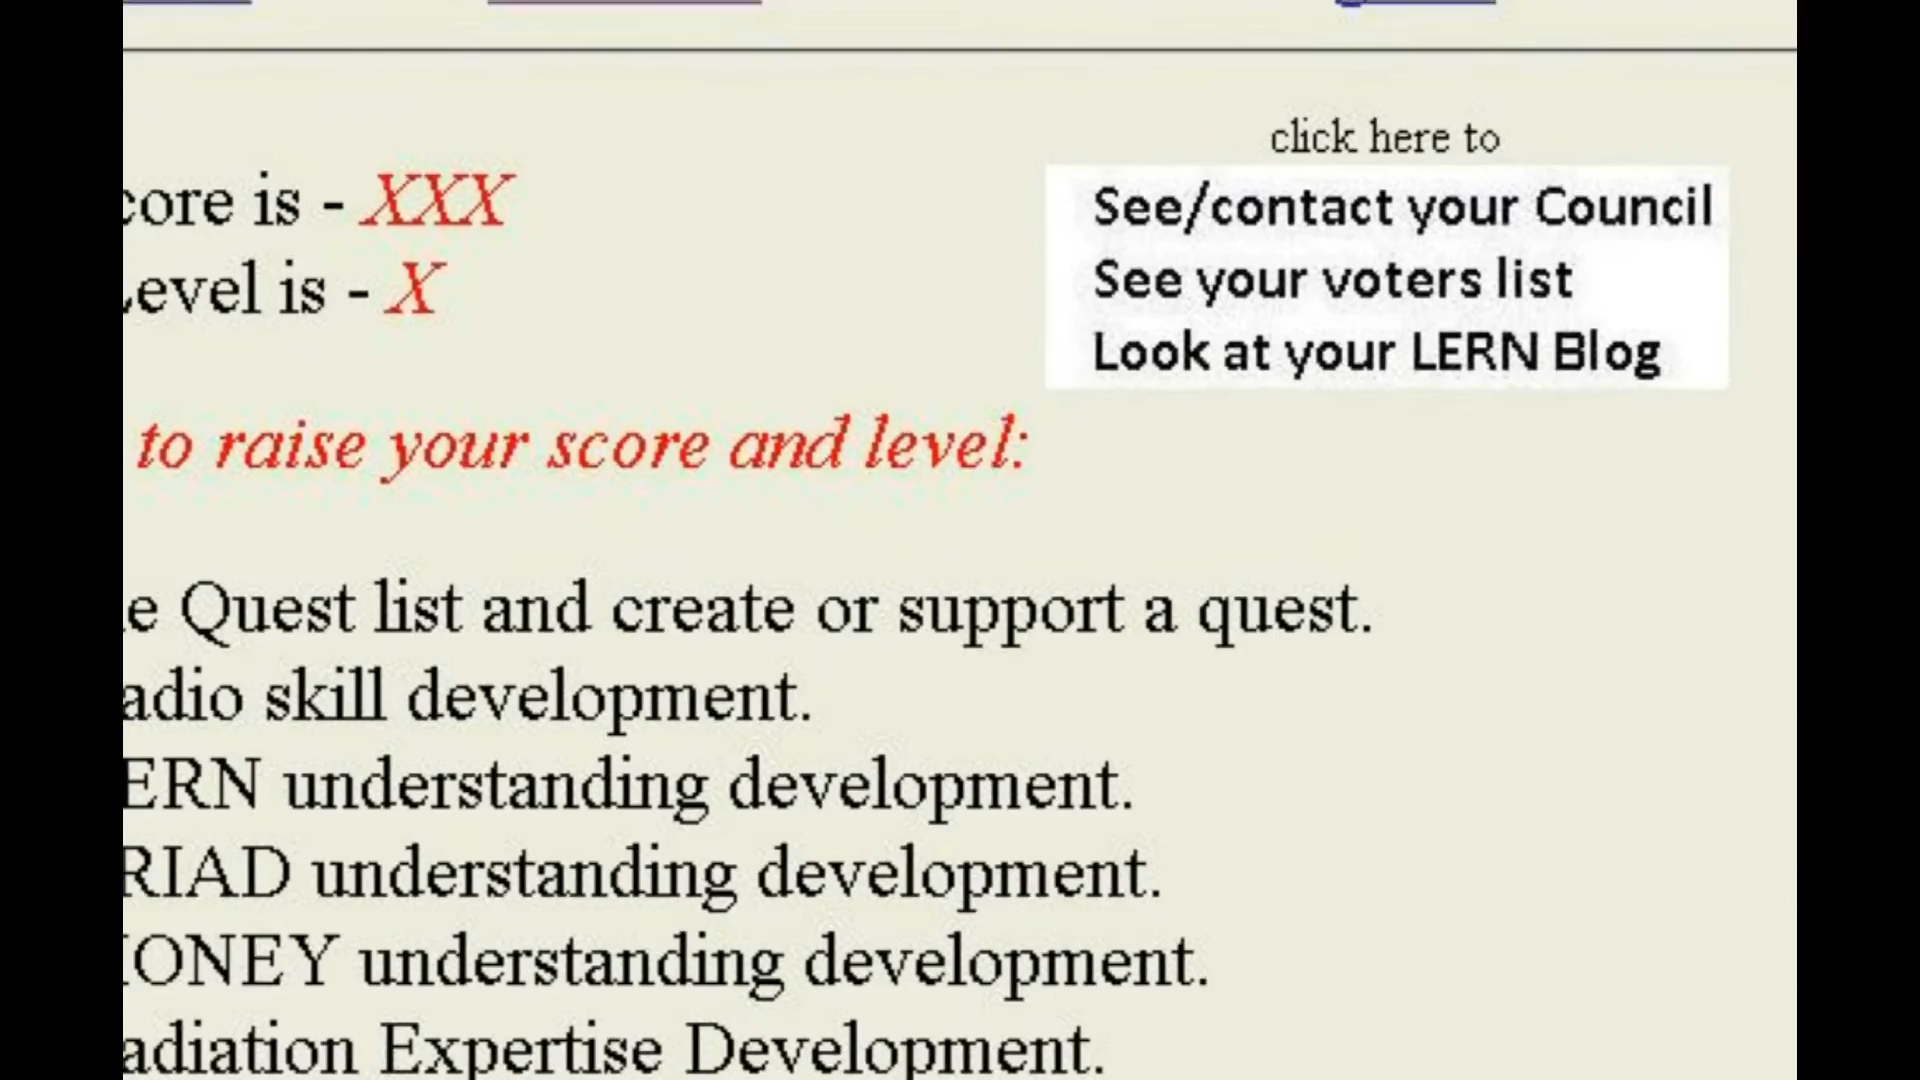 click here to
core is - XXX
See/contact your Council
Level is - X
See your voters list
Look at your LERN Blog
to raise your score and level:
e Quest list and create or support a quest.
adio skill development.
ERN understanding development.
RIAD understanding development.
ONEY understanding development.
adiation Expertise Development.